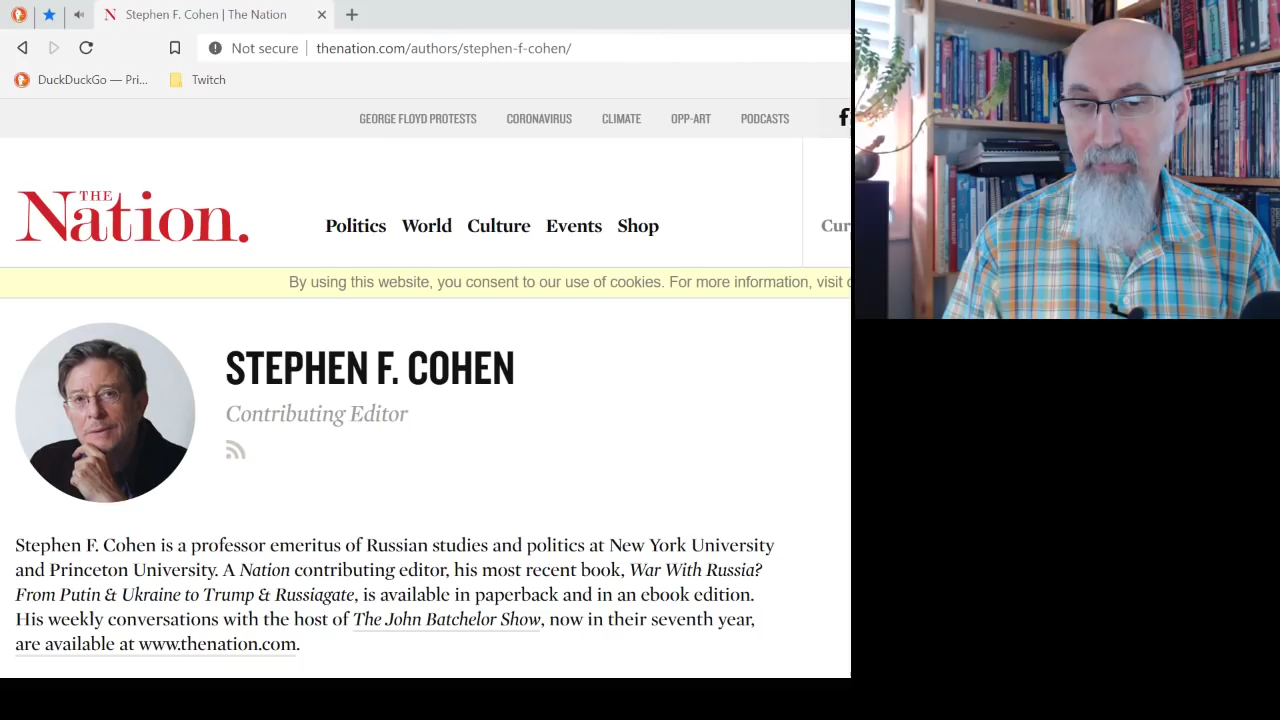 Stephen F. Cohen | The Nation
Not secure
thenation.com/authors/stephen-f-cohen/
DuckDuckGo — Pri...
Twitch
GEORGE FLOYD PROTESTS
CORONAVIRUS
CLIMATE
OPP-ART
PODCASTS
THE Nation.
Politics
World
Culture
Events
Shop
By using this website, you consent to our use of cookies. For more information, visit
STEPHEN F. COHEN
Contributing Editor
Stephen F. Cohen is a professor emeritus of Russian studies and politics at New York University
and Princeton University. A Nation contributing editor, his most recent book, War With Russia?
From Putin & Ukraine to Trump & Russiagate, is available in paperback and in an ebook edition.
His weekly conversations with the host of The John Batchelor Show, now in their seventh year,
are available at www.thenation.com.